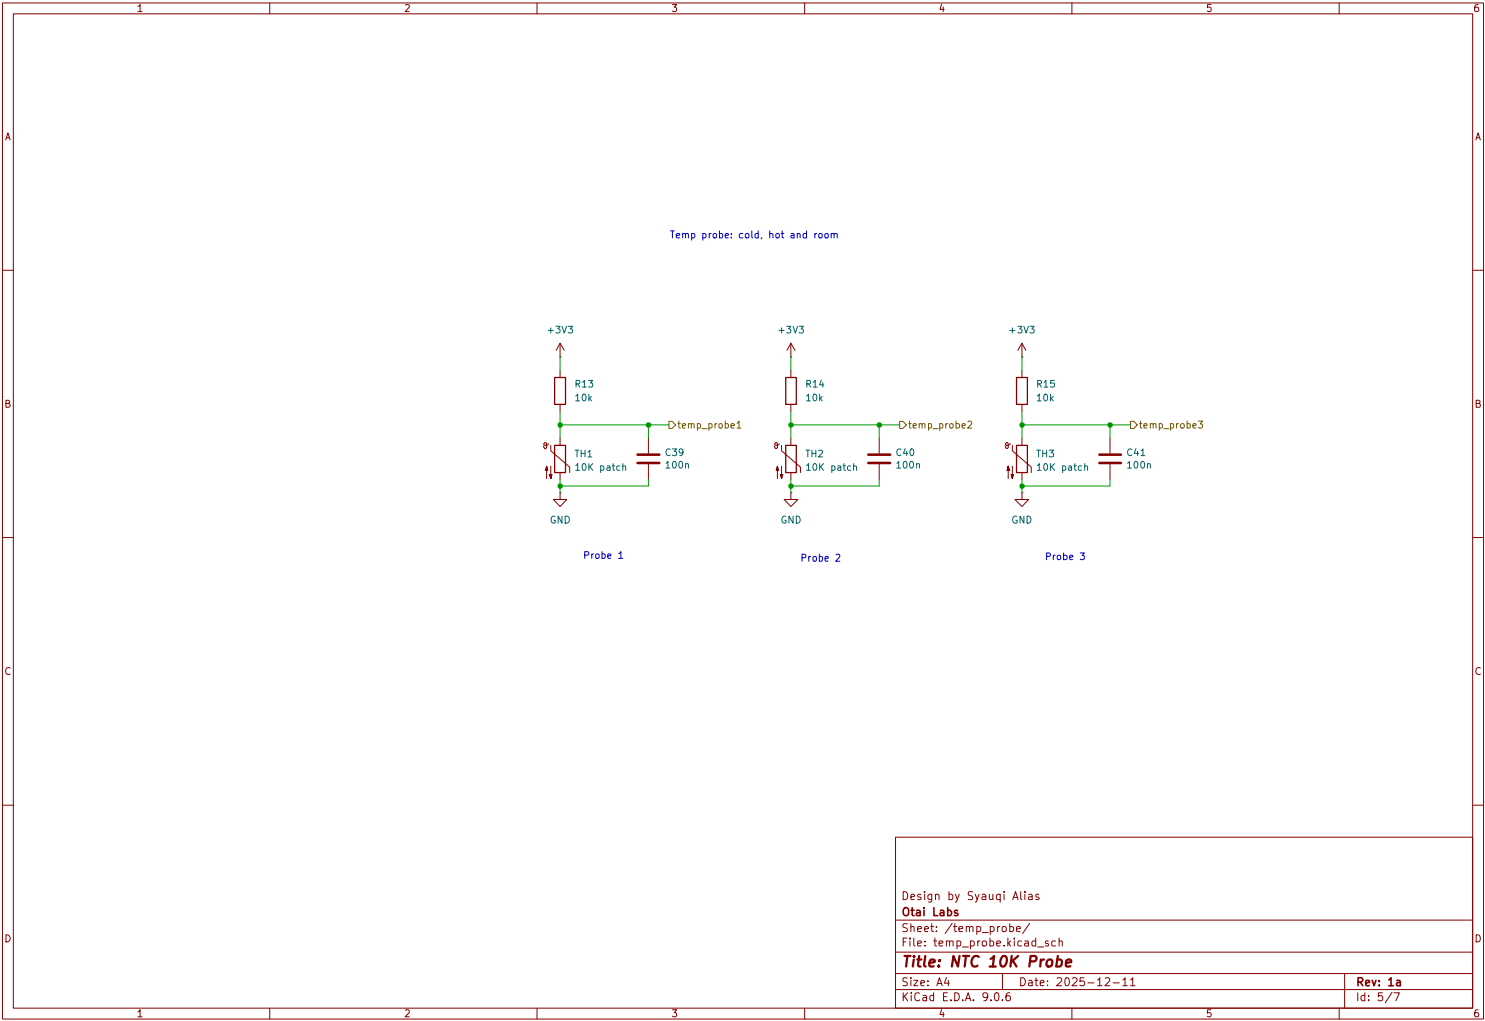 1 2 3 4 5 6
A A
Temp probe: cold, hot and room
+3V3 +3V3 +3V3
B B
R13 R14 R15
10k 10k 10k
temp_probe1 temp_probe2 temp_probe3
θ θ θ
TH1 C39 TH2 C40 TH3 C41
10K patch 100n 10K patch 100n 10K patch 100n
GND GND GND
Probe 1 Probe 2 Probe 3
C C
Design by Syauqi Alias
Otai Labs
Sheet: /temp_probe/
D D
File: temp_probe.kicad_sch
Title: NTC 10K Probe
Size: A4 Date: 2025-12-11 Rev: 1a
KiCad E.D.A. 9.0.6 Id: 5/7
1 2 3 4 5 6